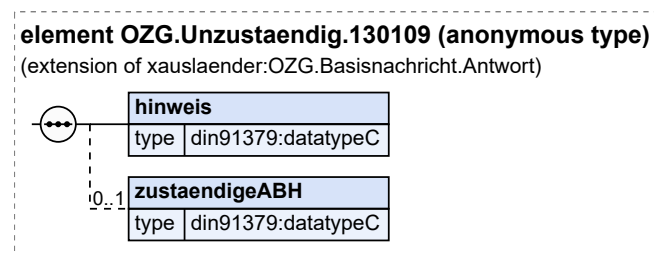 element OZG.Unzustaendig.130109 (anonymous type)
(extension of xauslaender:OZG.Basisnachricht.Antwort)
hinweis
type din91379:datatypeC
0..1 zustaendigeABH
type din91379:datatypeC